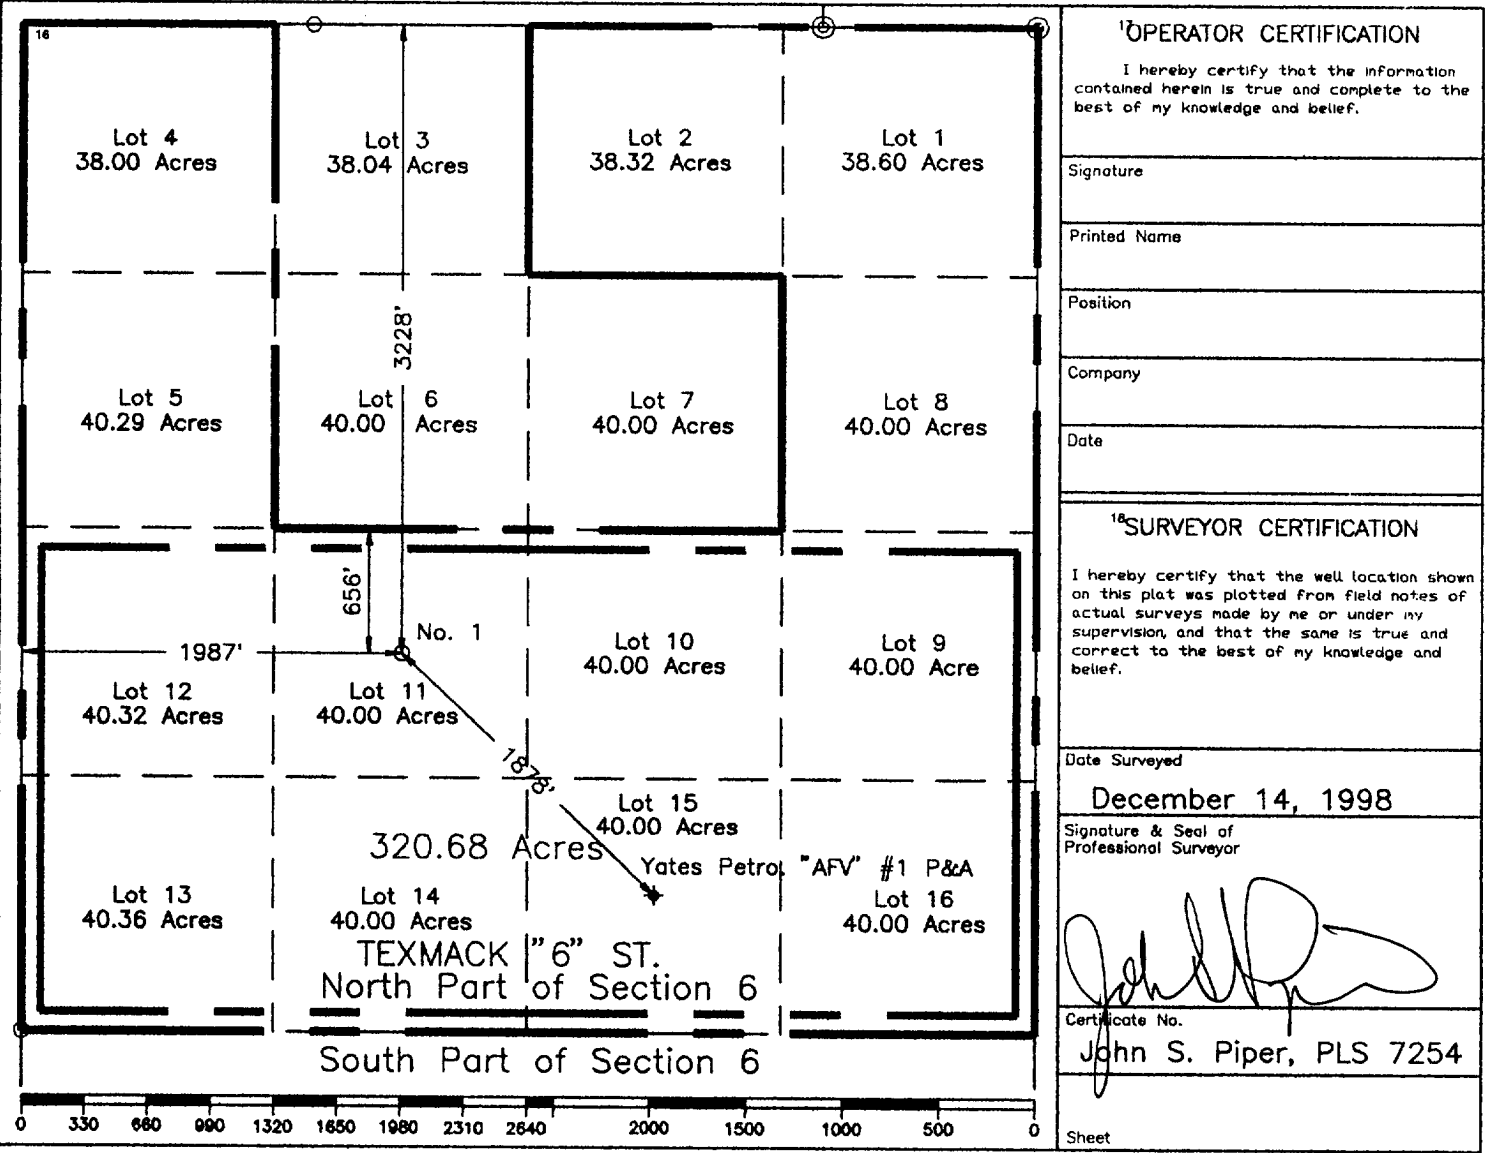 16
Lot 4
38.00 Acres
Lot 3
38.04 Acres
Lot 2
38.32 Acres
Lot 1
38.60 Acres
3228'
Lot 5
40.29 Acres
Lot 6
40.00 Acres
Lot 7
40.00 Acres
Lot 8
40.00 Acres
656'
No. 1
1987'
Lot 12
40.32 Acres
Lot 11
40.00 Acres
Lot 10
40.00 Acres
Lot 9
40.00 Acre
1878'
Lot 15
40.00 Acres
320.68 Acres
Yates Petro. "AFV" #1 P&A
Lot 13
40.36 Acres
Lot 14
40.00 Acres
Lot 16
40.00 Acres
TEXMACK "6" ST.
North Part of Section 6
South Part of Section 6
0 330 660 990 1320 1650 1980 2310 2640 2000 1500 1000 500 0
17 OPERATOR CERTIFICATION
I hereby certify that the information
contained herein is true and complete to the
best of my knowledge and belief.
Signature
Printed Name
Position
Company
Date
18 SURVEYOR CERTIFICATION
I hereby certify that the well location shown
on this plat was plotted from field notes of
actual surveys made by me or under my
supervision, and that the same is true and
correct to the best of my knowledge and
belief.
Date Surveyed
December 14, 1998
Signature & Seal of
Professional Surveyor
Certificate No.
John S. Piper, PLS 7254
Sheet